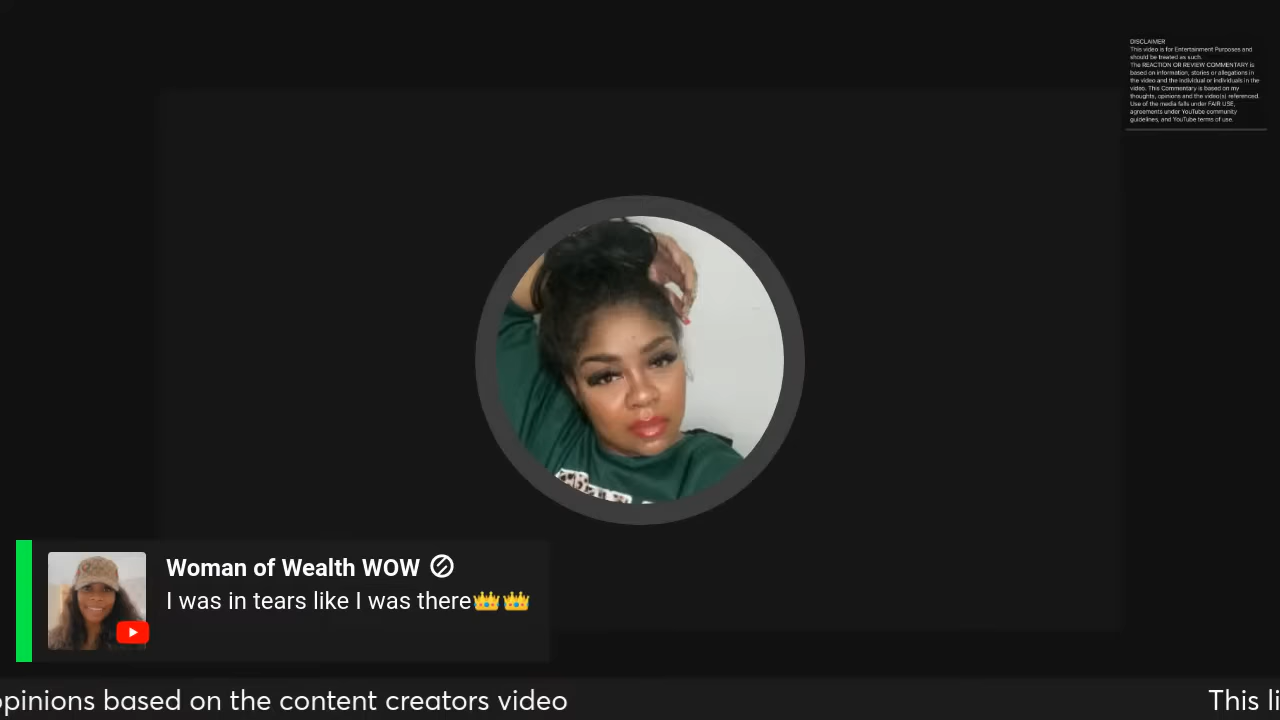 DISCLAIMER
This video is for Entertainment Purposes and
should be treated as such.
The REACTION OR REVIEW COMMENTARY is
based on information, stories or allegations in
the video and the individual or individuals in the
video. This Commentary is based on my
thoughts, opinions and the video(s) referenced.
Use of the media falls under FAIR USE,
agreements under YouTube community
guidelines, and YouTube terms of use.
Woman of Wealth WOW
I was in tears like I was there👑👑
opinions based on the content creators video
This li